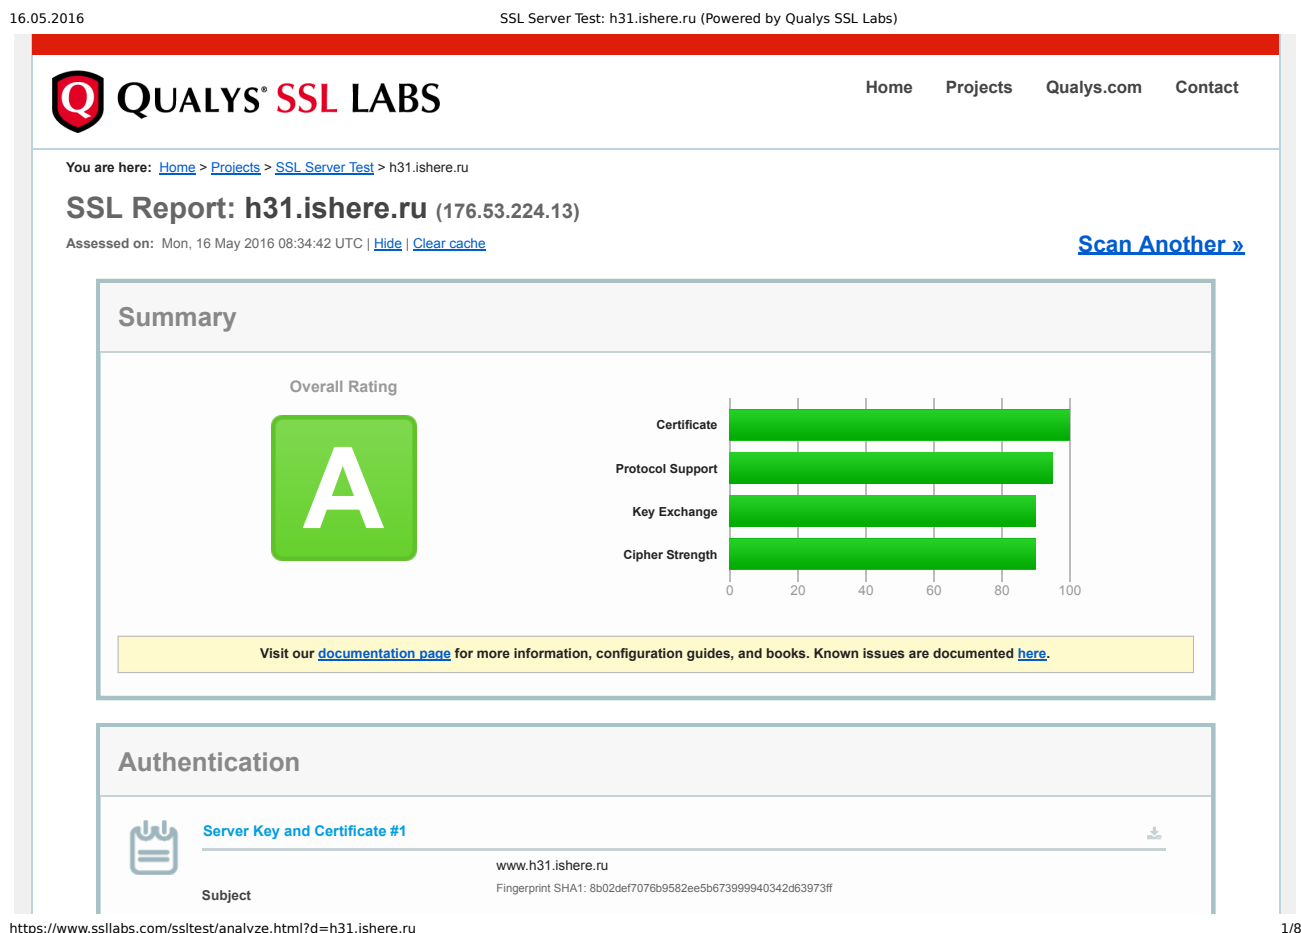 16.05.2016 SSL Server Test: h31.ishere.ru (Powered by Qualys SSL Labs)
QUALYS® SSL LABS
Home Projects Qualys.com Contact
You are here: Home > Projects > SSL Server Test > h31.ishere.ru
SSL Report: h31.ishere.ru (176.53.224.13)
Assessed on: Mon, 16 May 2016 08:34:42 UTC | Hide | Clear cache
Scan Another »
Summary
Overall Rating
A
Certificate
Protocol Support
Key Exchange
Cipher Strength
0 20 40 60 80 100
Visit our documentation page for more information, configuration guides, and books. Known issues are documented here.
Authentication
Server Key and Certificate #1
Subject
www.h31.ishere.ru
Fingerprint SHA1: 8b02def7076b9582ee5b673999940342d63973ff
https://www.ssllabs.com/ssltest/analyze.html?d=h31.ishere.ru 1/8